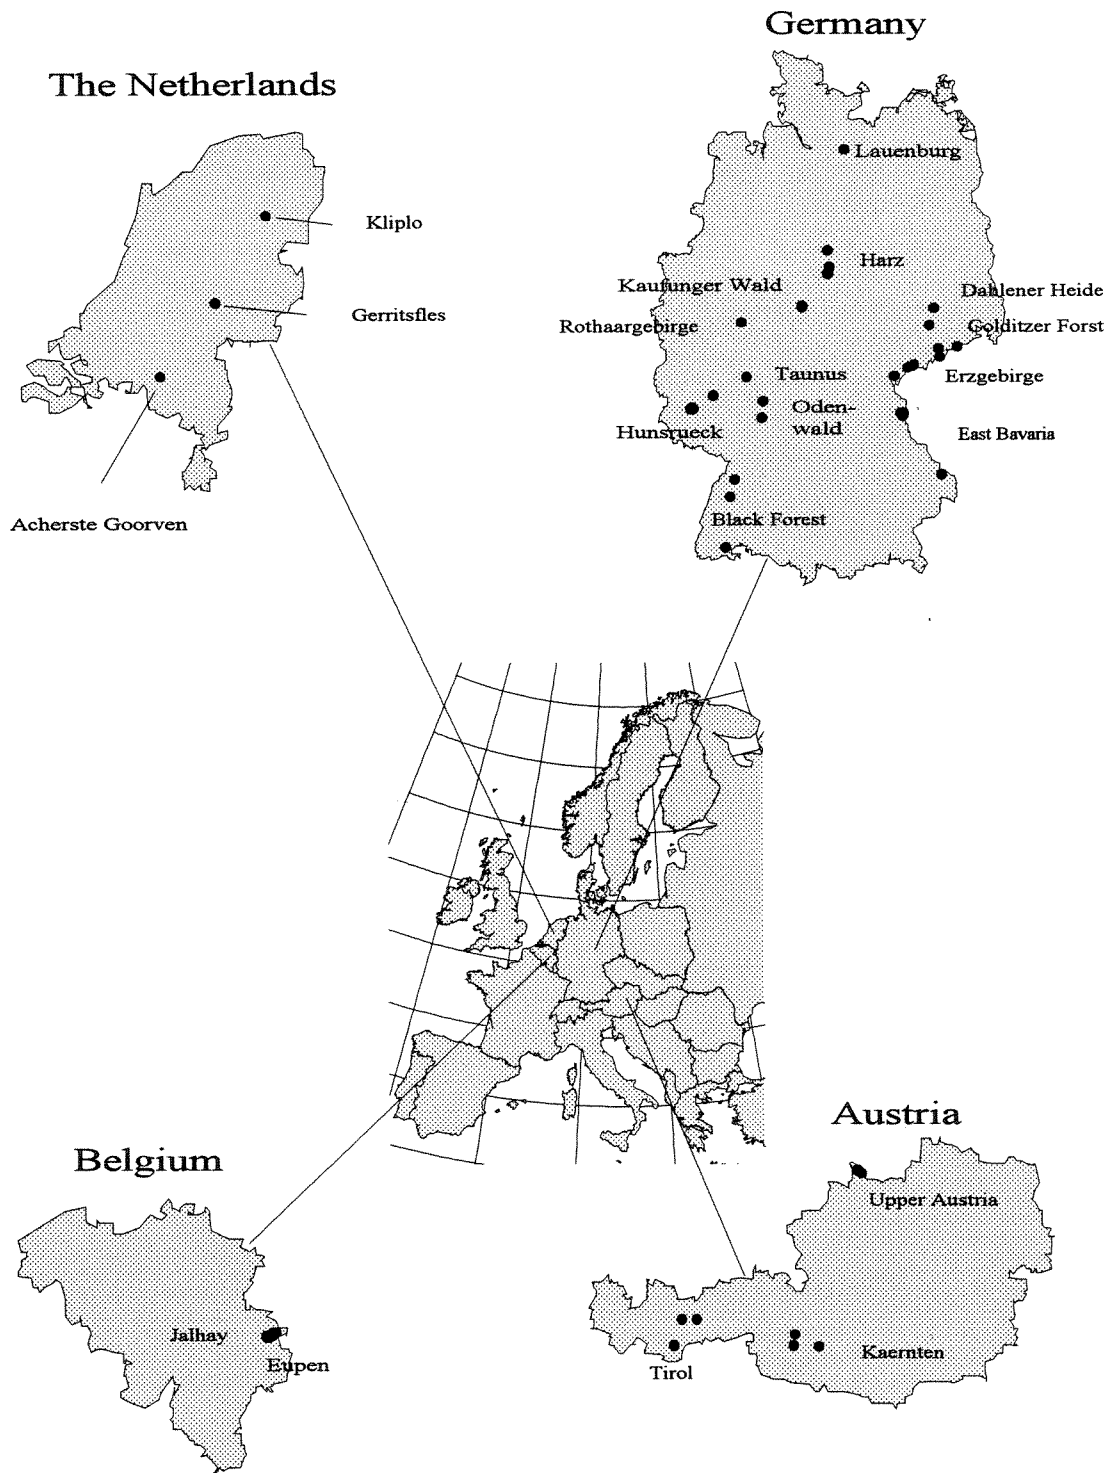 Germany
The Netherlands
Lauenburg
Kliplo
Harz
Kaufunger Wald
Dahlener Heide
Gerritsfles
Rothaargebirge
Golditzer Forst
Taunus
Erzgebirge
Oden-
wald
Hunsrueck
East Bavaria
Black Forest
Acherste Goorven
Austria
Belgium
Upper Austria
Jalhay
Eupen
Kaernten
Tirol